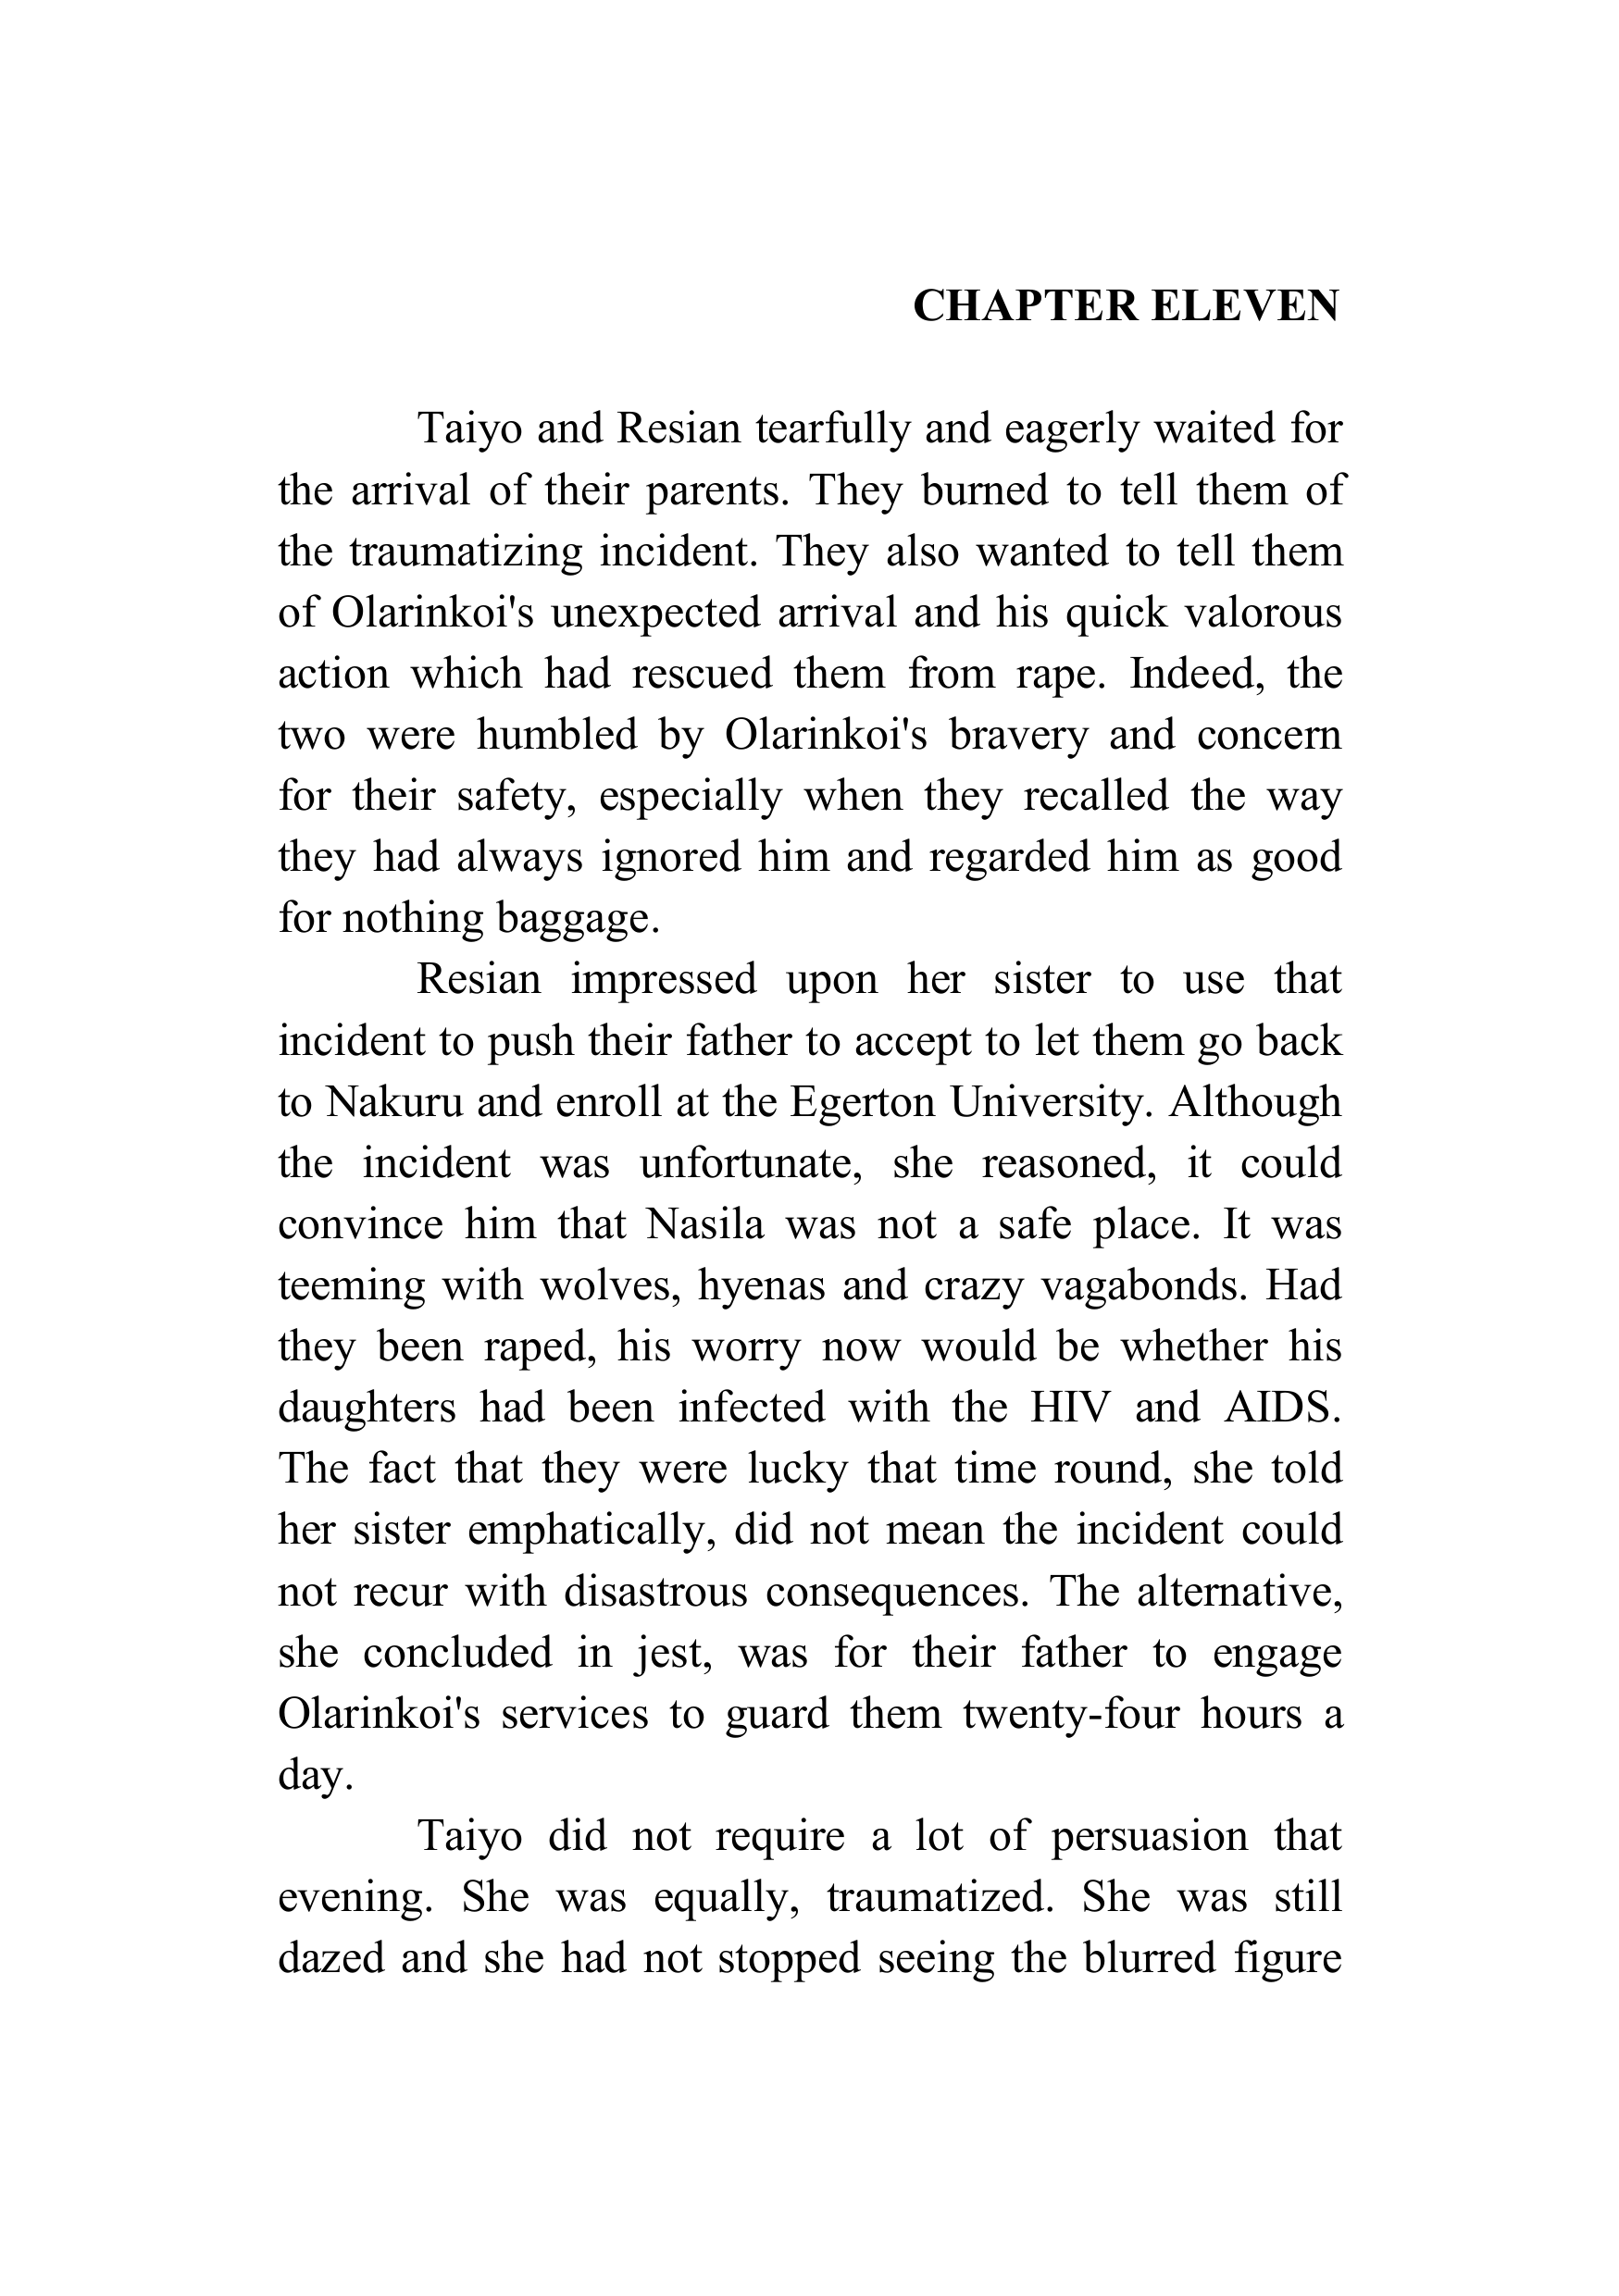 CHAPTER ELEVEN
Taiyo and Resian tearfully and eagerly waited for
the arrival of their parents. They burned to tell them of
the traumatizing incident. They also wanted to tell them
of Olarinkoi's unexpected arrival and his quick valorous
action which had rescued them from rape. Indeed, the
two were humbled by Olarinkoi's bravery and concern
for their safety, especially when they recalled the way
they had always ignored him and regarded him as good
for nothing baggage.
Resian impressed upon her sister to use that
incident to push their father to accept to let them go back
to Nakuru and enroll at the Egerton University. Although
the incident was unfortunate, she reasoned, it could
convince him that Nasila was not a safe place. It was
teeming with wolves, hyenas and crazy vagabonds. Had
they been raped, his worry now would be whether his
daughters had been infected with the HIV and AIDS.
The fact that they were lucky that time round, she told
her sister emphatically, did not mean the incident could
not recur with disastrous consequences. The alternative,
she concluded in jest, was for their father to engage
Olarinkoi's services to guard them twenty-four hours a
day.
Taiyo did not require a lot of persuasion that
evening. She was equally, traumatized. She was still
dazed and she had not stopped seeing the blurred figure